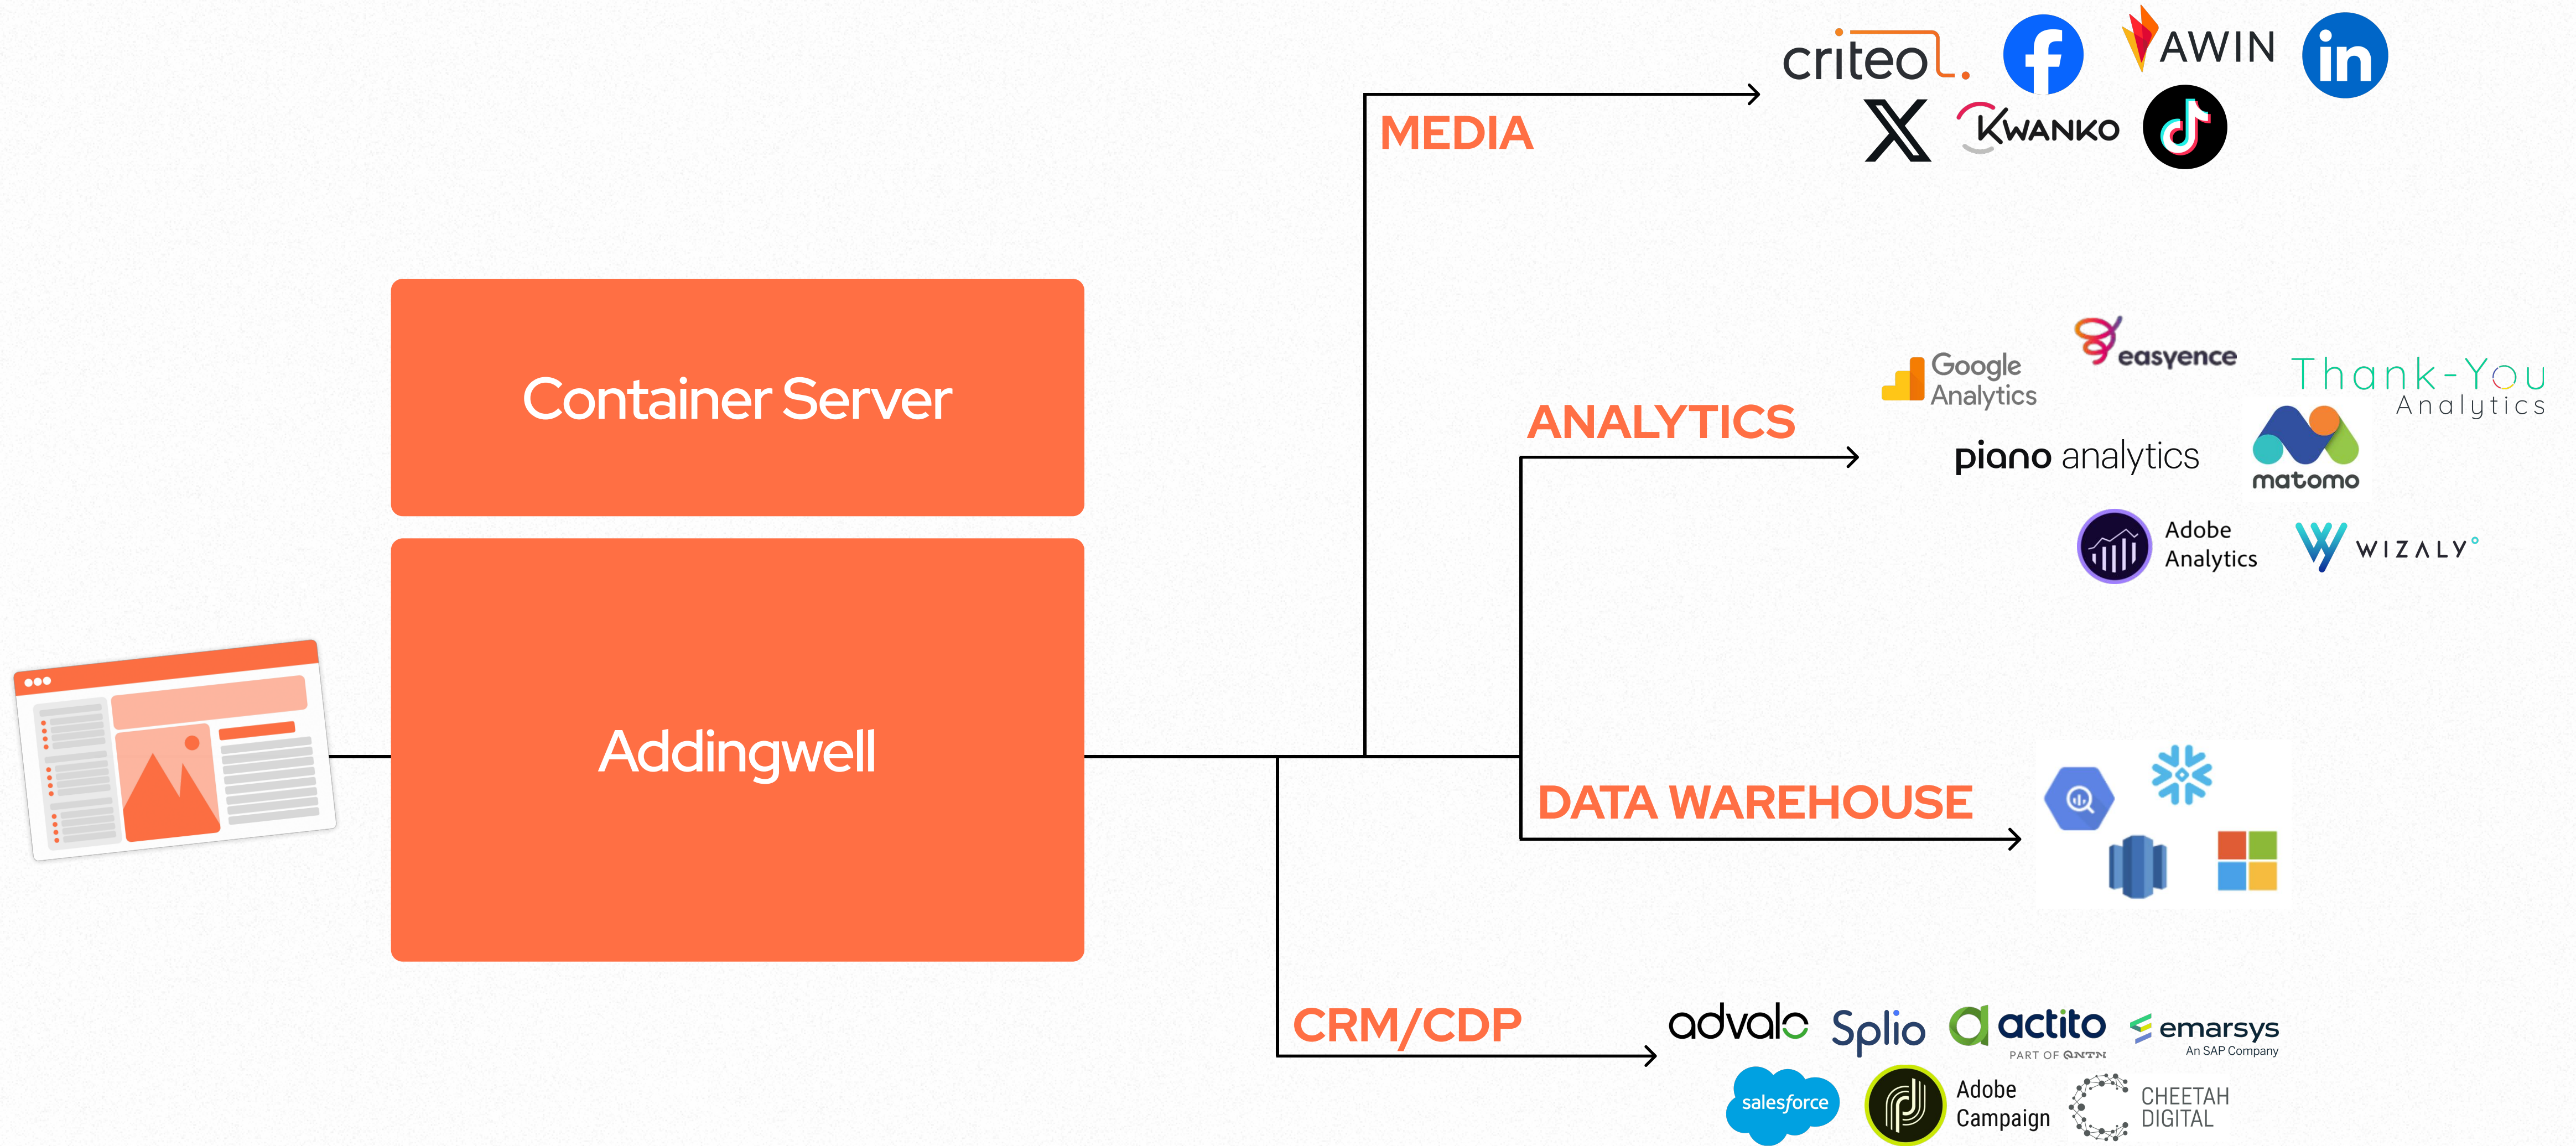 criteo
AWIN
in
X
KWANKO
MEDIA
Container Server
Google
Analytics
easyence
Thank-You
Analytics
ANALYTICS
piano analytics
matomo
Adobe
Analytics
WIZALY
Addingwell
DATA WAREHOUSE
CRM/CDP
advalo
Splio
actito
PART OF QNTN
emarsys
An SAP Company
salesforce
Adobe
Campaign
CHEETAH
DIGITAL